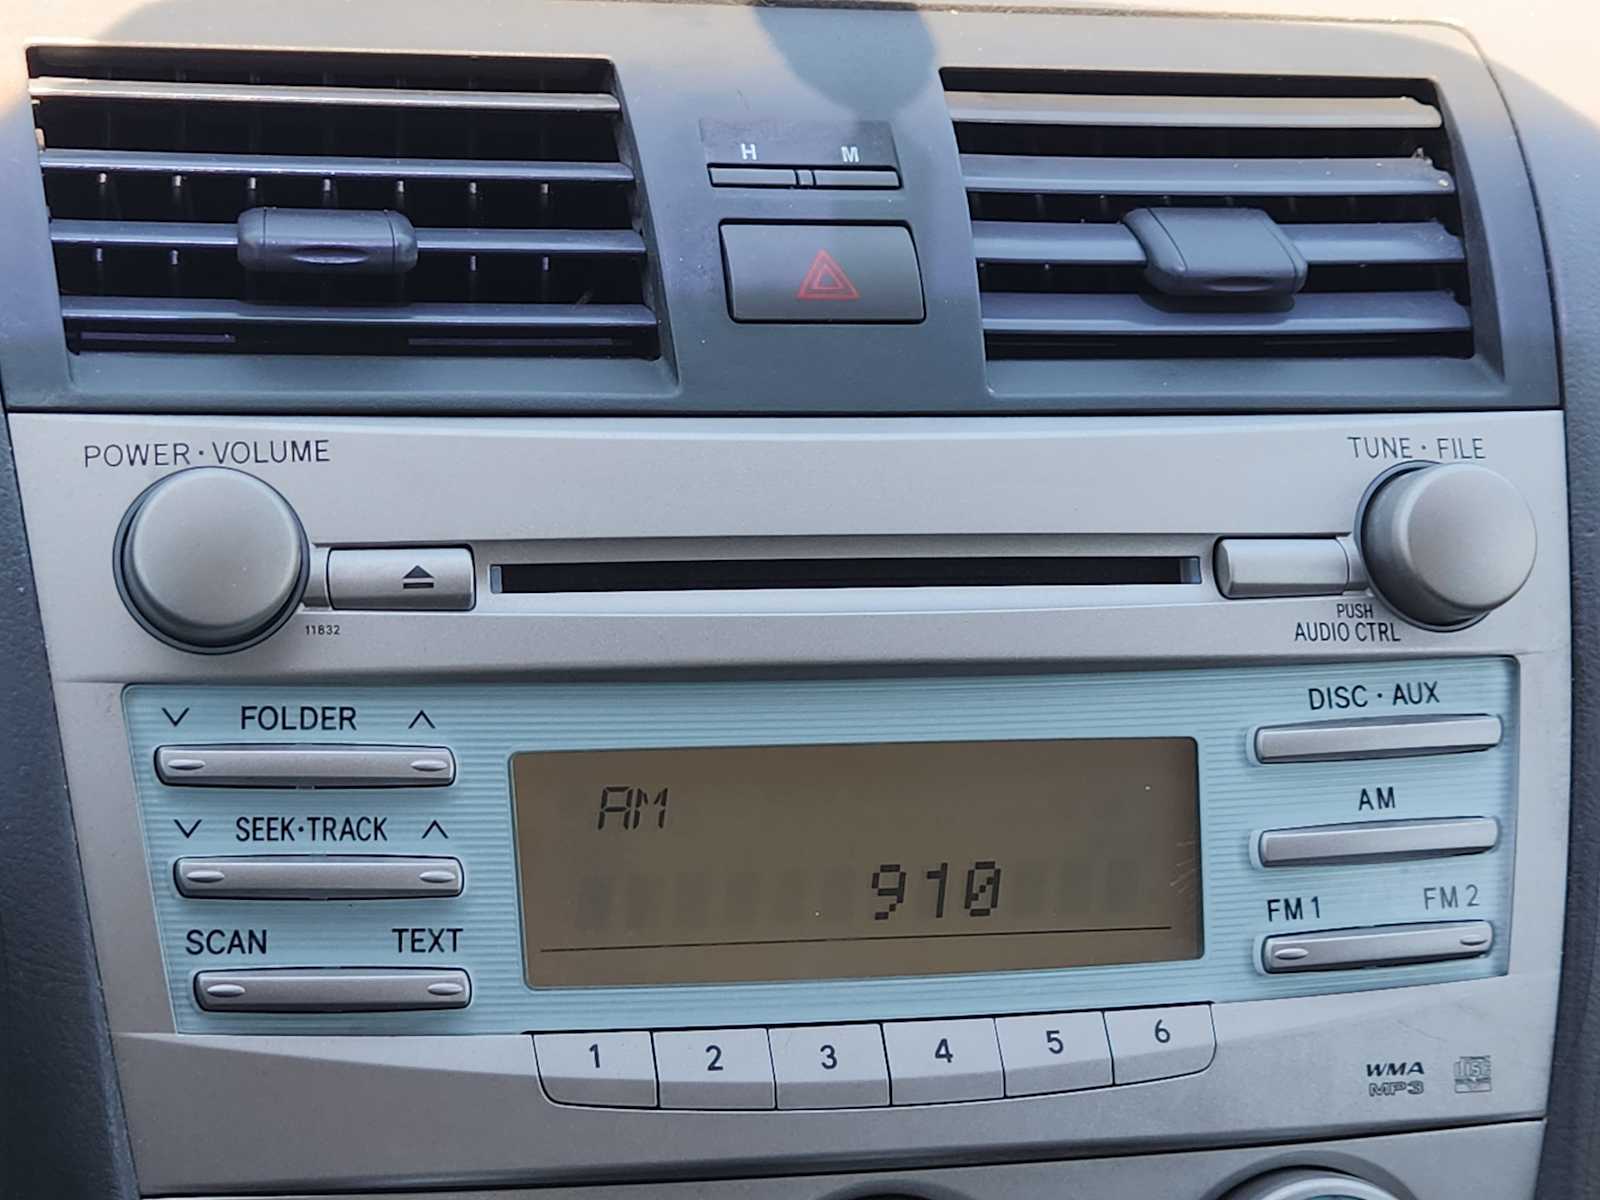 H M
POWER · VOLUME
TUNE · FILE
11832
PUSH
AUDIO CTRL
FOLDER
DISC · AUX
AM
AM
SEEK·TRACK
910
FM1 FM2
SCAN TEXT
1 2 3 4 5 6
WMA
MP3
DISC